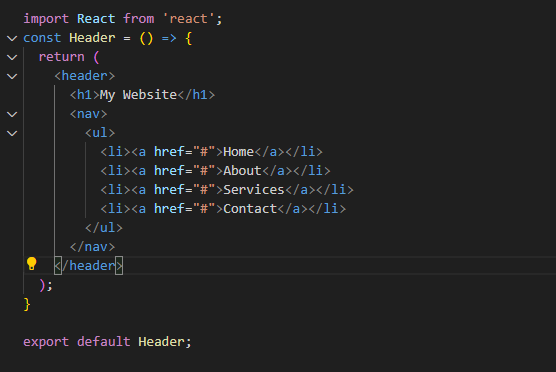 import React from 'react';
const Header = () => {
  return (
    <header>
      <h1>My Website</h1>
      <nav>
        <ul>
          <li><a href="#">Home</a></li>
          <li><a href="#">About</a></li>
          <li><a href="#">Services</a></li>
          <li><a href="#">Contact</a></li>
        </ul>
      </nav>
    </header>
  );
}

export default Header;